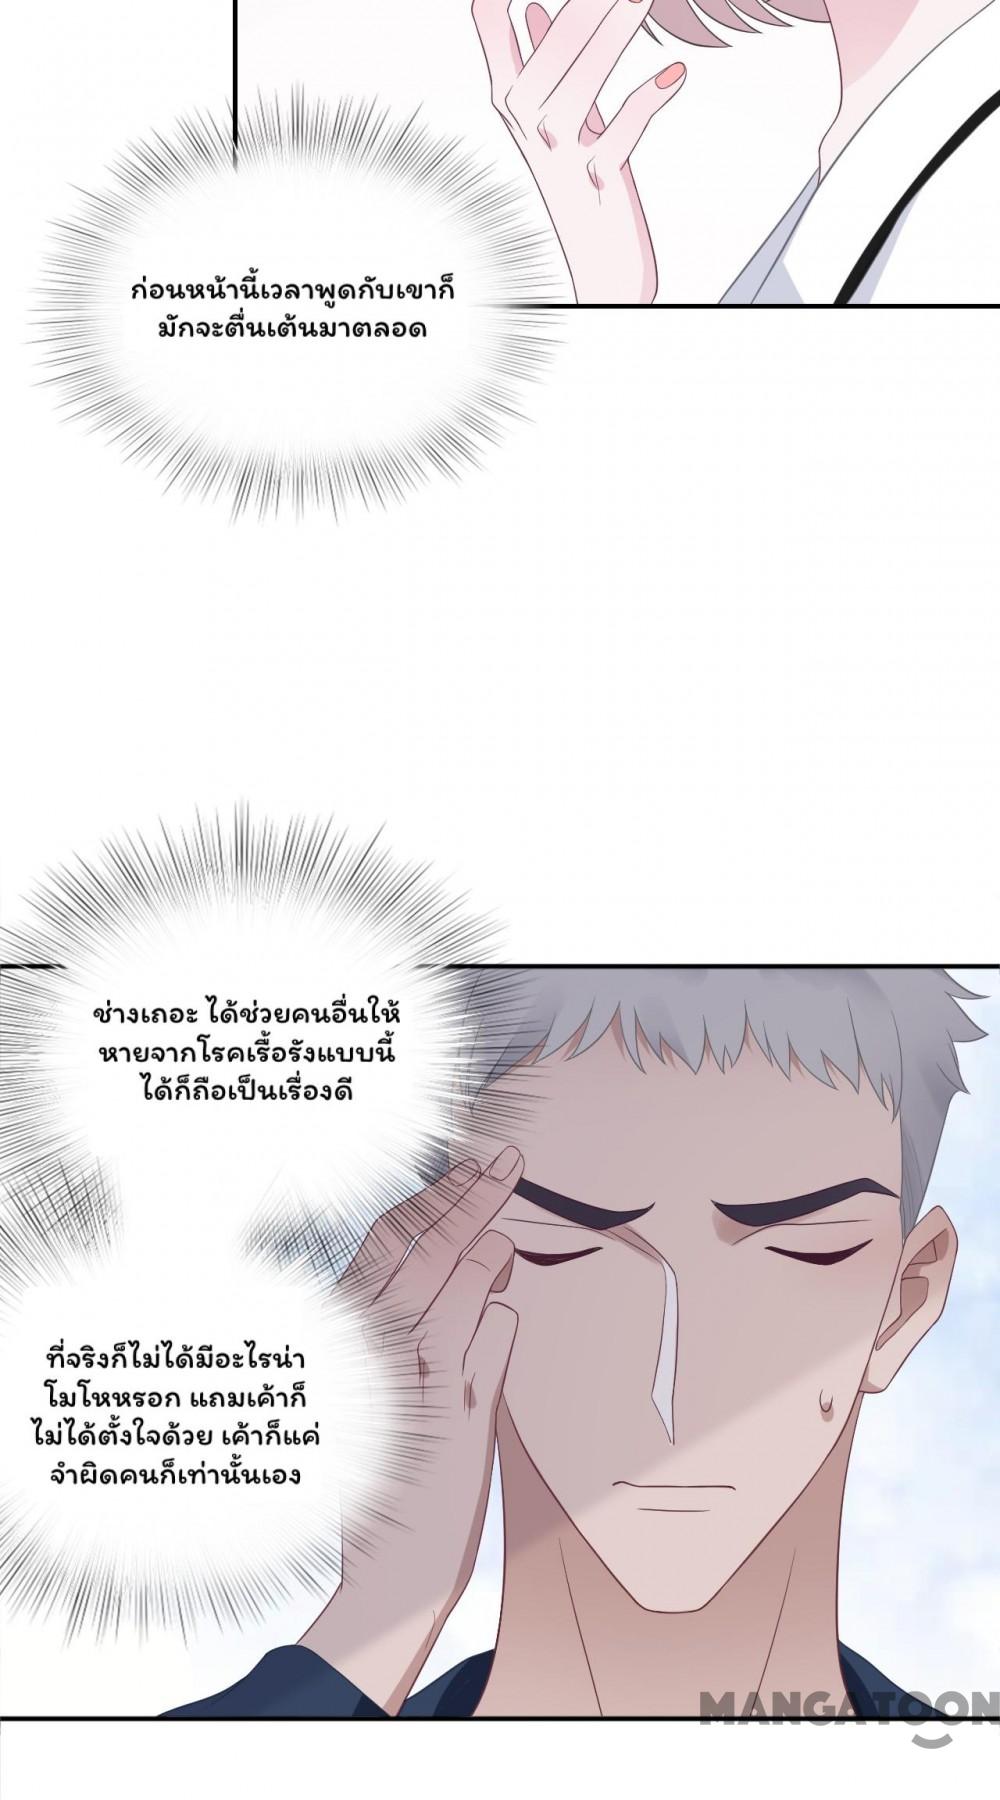 ก่อนหน้านี้เวลาพูดกับเขาก็
มักจะตื่นเต้นมาตลอด
ช่างเถอะ ได้ช่วยคนอื่นให้
หายจากโรคเรื้อรังแบบนี้
ได้ก็ถือเป็นเรื่องดี
ที่จริงก็ไม่ได้มีอะไรน่า
โมโหหรอก แถมเค้าก็
ไม่ได้ตั้งใจด้วย เค้าก็แค่
จำผิดคนก็เท่านั้นเอง
MANGATOON